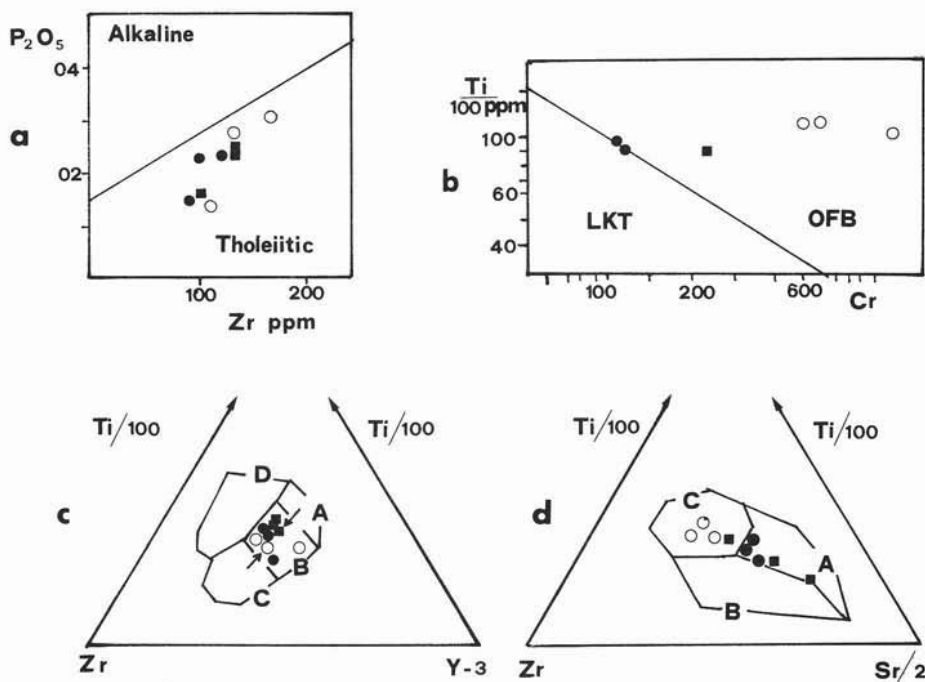 a
P2O5
Alkaline
04
02
Tholeiitic
100 200
Zr ppm
b
Ti
100 ppm
100
60
40
LKT
OFB
100 200 600
Cr
c
Ti/100
Ti/100
D
A
B
C
Zr
Y-3
d
Ti/100
Ti/100
C
A
B
Zr
Sr/2